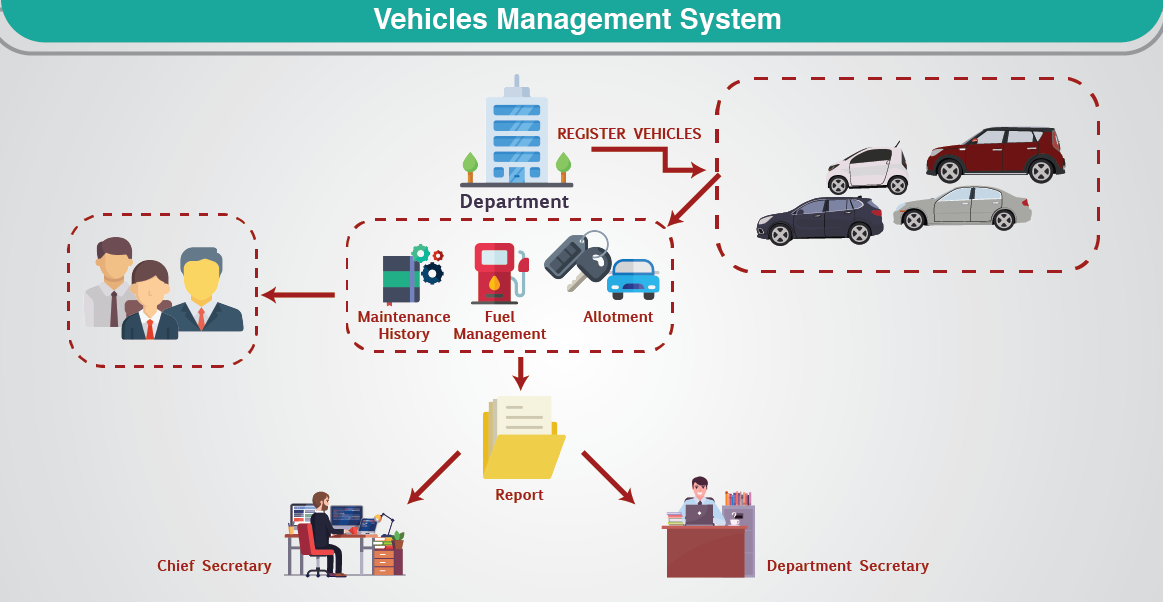 Vehicles Management System
REGISTER VEHICLES
Department
Maintenance
History
Fuel
Management
Allotment
Report
Chief Secretary
Department Secretary